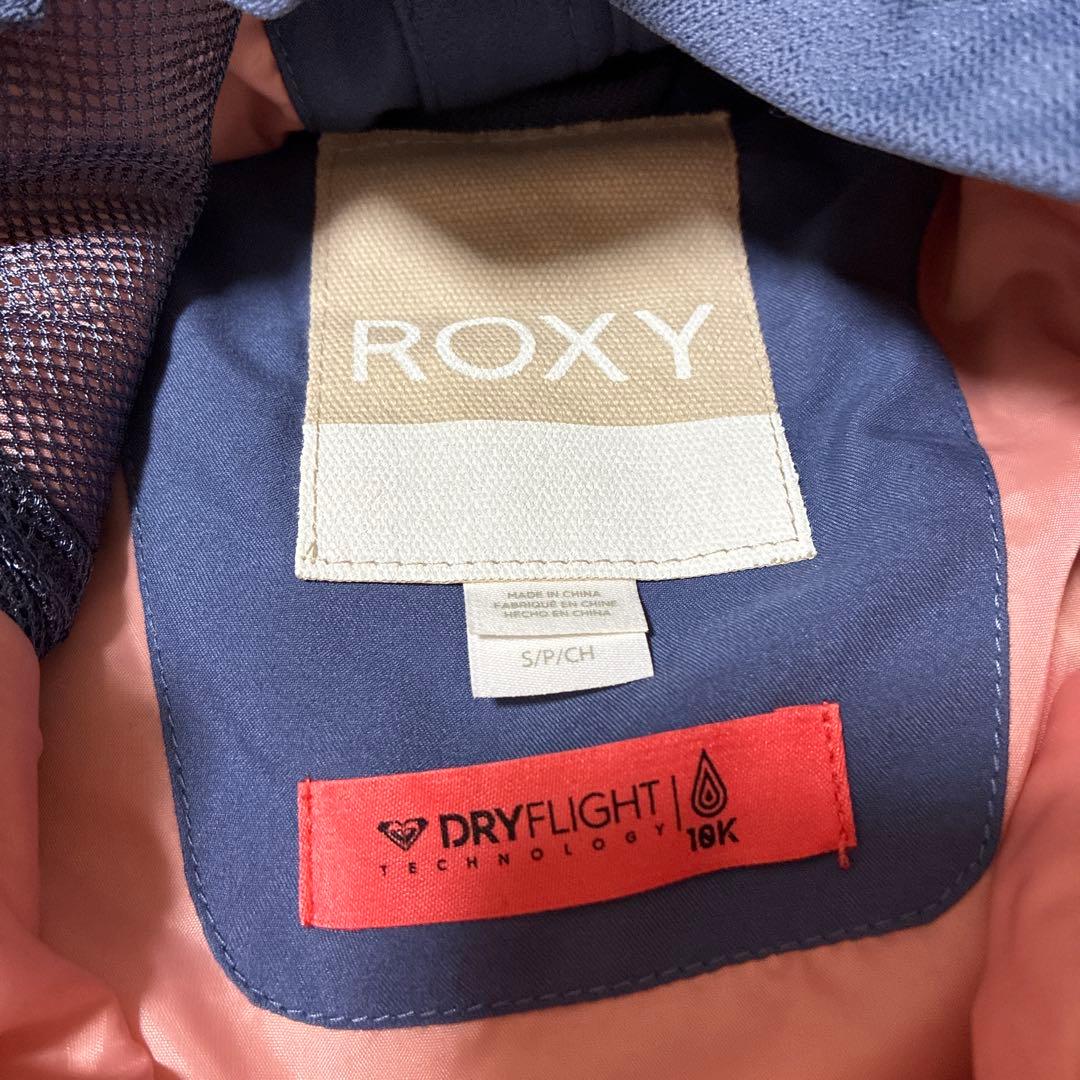 ROXY
MADE IN CHINA
FABRIQUÉ EN CHINE
HECHO EN CHINA
S/P/CH
DRYFLIGHT
TECHNOLOGY
10K